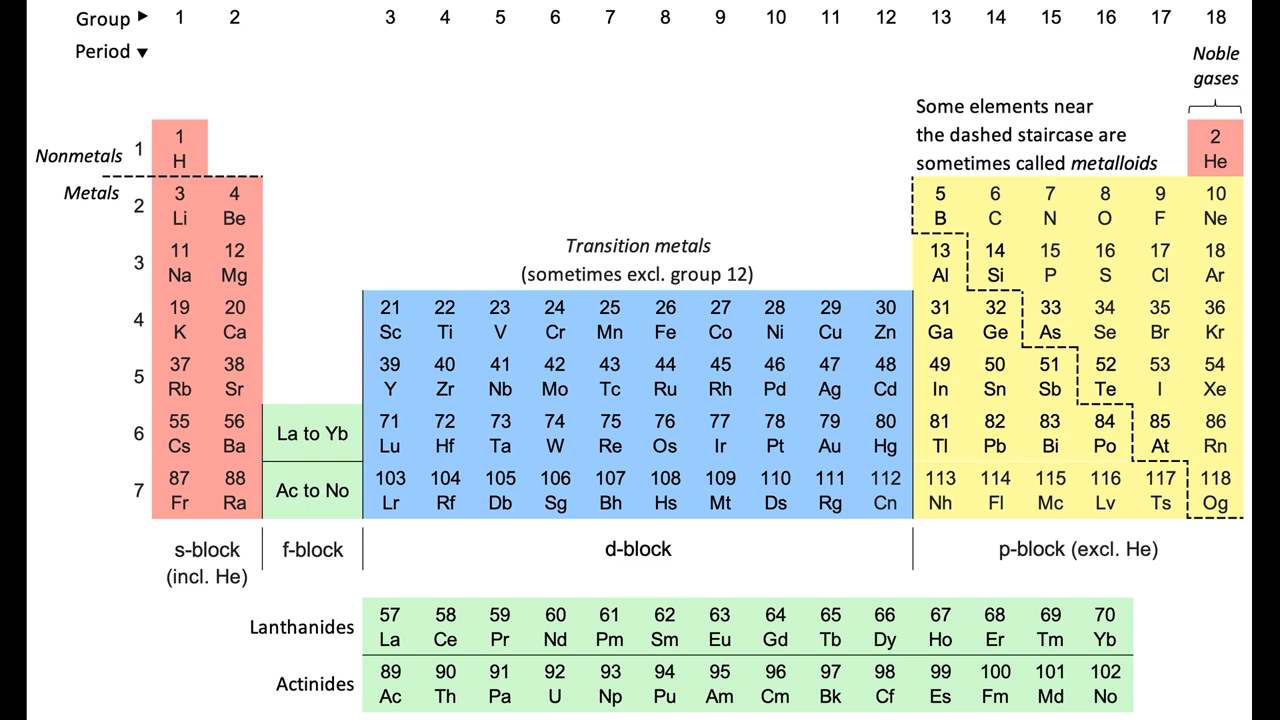 Group ▶ 1 2 3 4 5 6 7 8 9 10 11 12 13 14 15 16 17 18
Period ▼
Noble
gases
Some elements near
the dashed staircase are
sometimes called metalloids
Nonmetals
Metals
1
1 2
H He
2
3 4 5 6 7 8 9 10
Li Be B C N O F Ne
Transition metals
(sometimes excl. group 12)
3
11 12 13 14 15 16 17 18
Na Mg Al Si P S Cl Ar
4
19 20 21 22 23 24 25 26 27 28 29 30 31 32 33 34 35 36
K Ca Sc Ti V Cr Mn Fe Co Ni Cu Zn Ga Ge As Se Br Kr
5
37 38 39 40 41 42 43 44 45 46 47 48 49 50 51 52 53 54
Rb Sr Y Zr Nb Mo Tc Ru Rh Pd Ag Cd In Sn Sb Te I Xe
6
55 56 71 72 73 74 75 76 77 78 79 80 81 82 83 84 85 86
Cs Ba La to Yb Lu Hf Ta W Re Os Ir Pt Au Hg Tl Pb Bi Po At Rn
7
87 88 103 104 105 106 107 108 109 110 111 112 113 114 115 116 117 118
Fr Ra Ac to No Lr Rf Db Sg Bh Hs Mt Ds Rg Cn Nh Fl Mc Lv Ts Og
s-block
(incl. He)
f-block
d-block
p-block (excl. He)
Lanthanides
57 58 59 60 61 62 63 64 65 66 67 68 69 70
La Ce Pr Nd Pm Sm Eu Gd Tb Dy Ho Er Tm Yb
Actinides
89 90 91 92 93 94 95 96 97 98 99 100 101 102
Ac Th Pa U Np Pu Am Cm Bk Cf Es Fm Md No